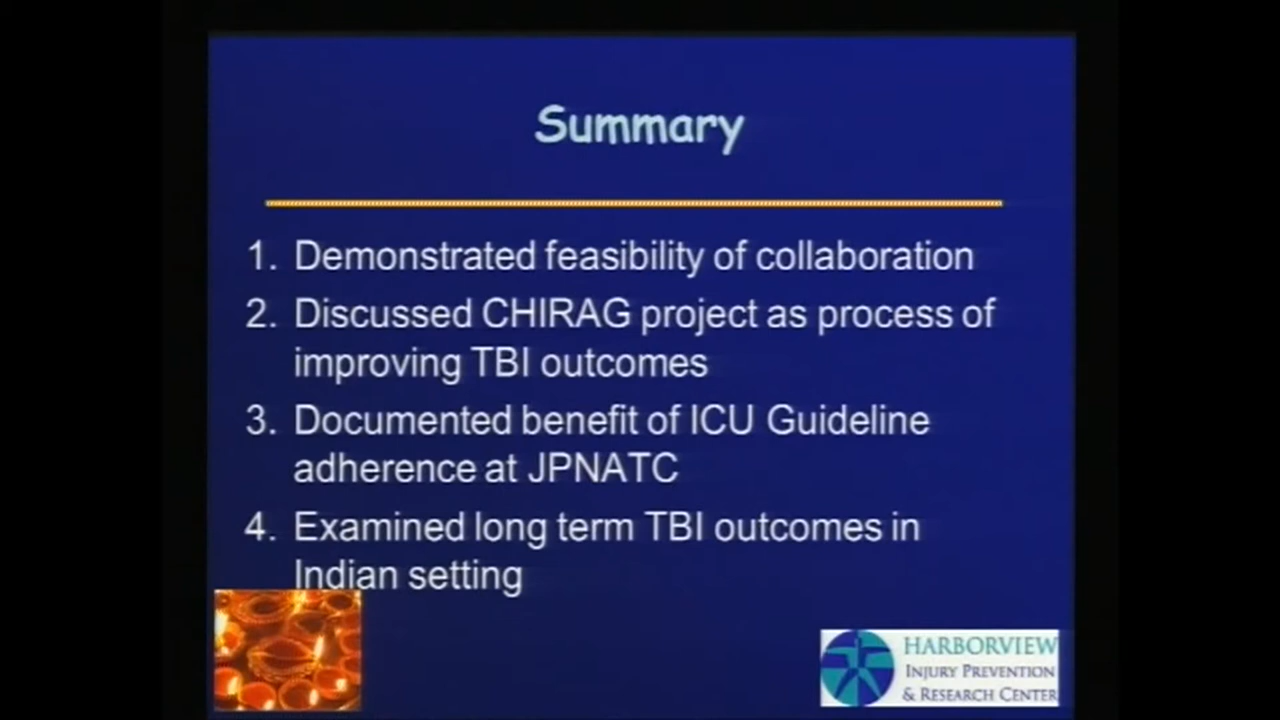 Summary
1. Demonstrated feasibility of collaboration
2. Discussed CHIRAG project as process of
improving TBI outcomes
3. Documented benefit of ICU Guideline
adherence at JPNATC
4. Examined long term TBI outcomes in
Indian setting
HARBORVIEW
INJURY PREVENTION
& RESEARCH CENTER